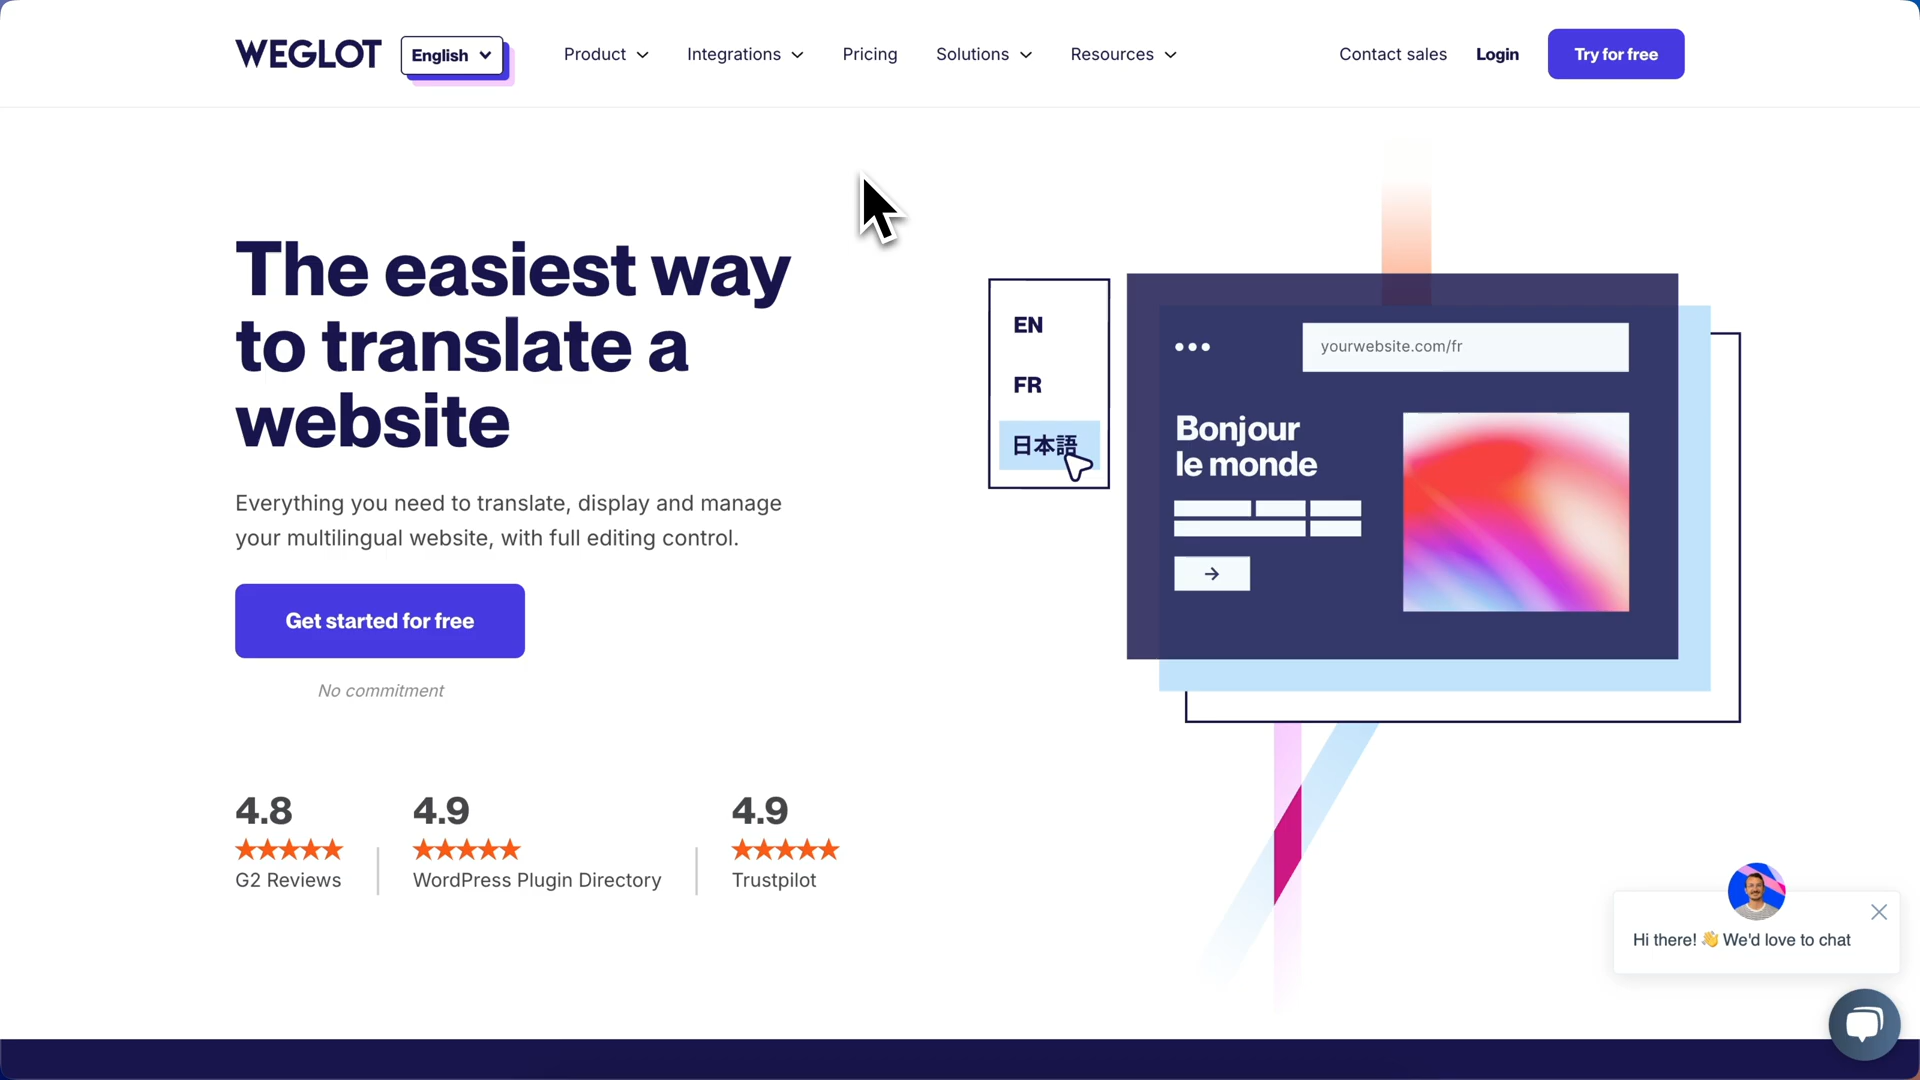 WEGLOT
English
Product
Integrations
Pricing
Solutions
Resources
Contact sales
Login
Try for free
The easiest way
to translate a
website
Everything you need to translate, display and manage
your multilingual website, with full editing control.
Get started for free
No commitment
4.8
G2 Reviews
4.9
WordPress Plugin Directory
4.9
Trustpilot
EN
FR
日本語
yourwebsite.com/fr
Bonjour
le monde
Hi there! 👋 We'd love to chat